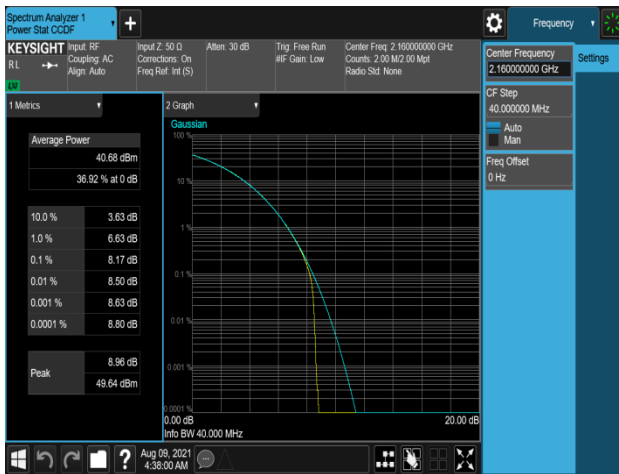 Spectrum Analyzer 1
Power Stat CCDF
+
Frequency
KEYSIGHT
R L
LXI
Input: RF
Coupling: AC
Align: Auto
Input Z: 50 Ω
Corrections: On
Freq Ref: Int (S)
Atten: 30 dB
Trig: Free Run
#IF Gain: Low
Center Freq: 2.160000000 GHz
Counts: 2.00 M/2.00 Mpt
Radio Std: None
Center Frequency
2.160000000 GHz
Settings
CF Step
40.000000 MHz
Auto
Man
Freq Offset
0 Hz
1 Metrics
Average Power
40.68 dBm
36.92 % at 0 dB
10.0 % 3.63 dB
1.0 % 6.63 dB
0.1 % 8.17 dB
0.01 % 8.50 dB
0.001 % 8.63 dB
0.0001 % 8.80 dB
Peak
8.96 dB
49.64 dBm
2 Graph
Gaussian
100 %
10 %
1 %
0.1 %
0.01 %
0.001 %
0.0001 %
0.00 dB 20.00 dB
Info BW 40.000 MHz
?
Aug 09, 2021
4:38:00 AM